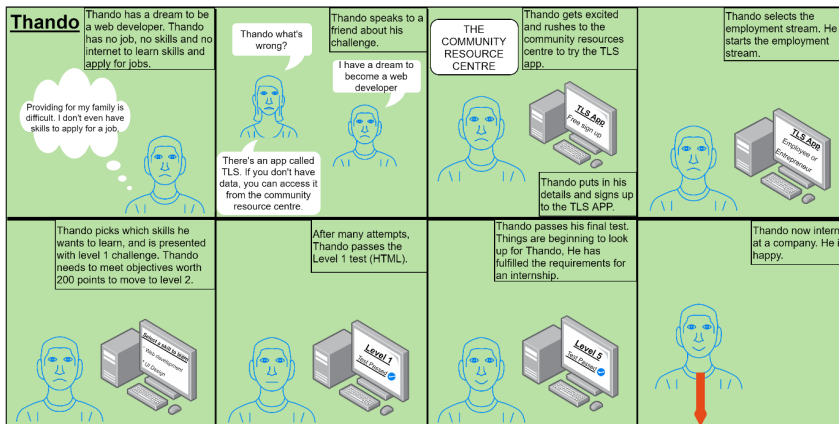 Thando
Thando has a dream to be
a web developer. Thando
has no job, no skills and no
internet to learn skills and
apply for jobs.
Providing for my family is
difficult. I don't even have
skills to apply for a job.
Thando what's
wrong?
Thando speaks to a
friend about his
challenge.
I have a dream to
become a web
developer
There's an app called
TLS. If you don't have
data, you can access it
from the community
resource centre.
THE
COMMUNITY
RESOURCE
CENTRE
Thando gets excited
and rushes to the
community resources
centre to try the TLS
app.
TLS App
Free sign up
Thando puts in his
details and signs up
to the TLS APP.
Thando selects the
employment stream. He
starts the employment
stream.
TLS App
Employee or
Entrepreneur
Thando picks which skills he
wants to learn, and is presented
with level 1 challenge. Thando
needs to meet objectives worth
200 points to move to level 2.
Select a skill to learn
* Web development
* UI Design
After many attempts,
Thando passes the
Level 1 test (HTML).
Level 1
Test Passed
Thando passes his final test.
Things are beginning to look
up for Thando, He has
fulfilled the requirements for
an internship.
Level 5
Test Passed
Thando now intern
at a company. He i
happy.